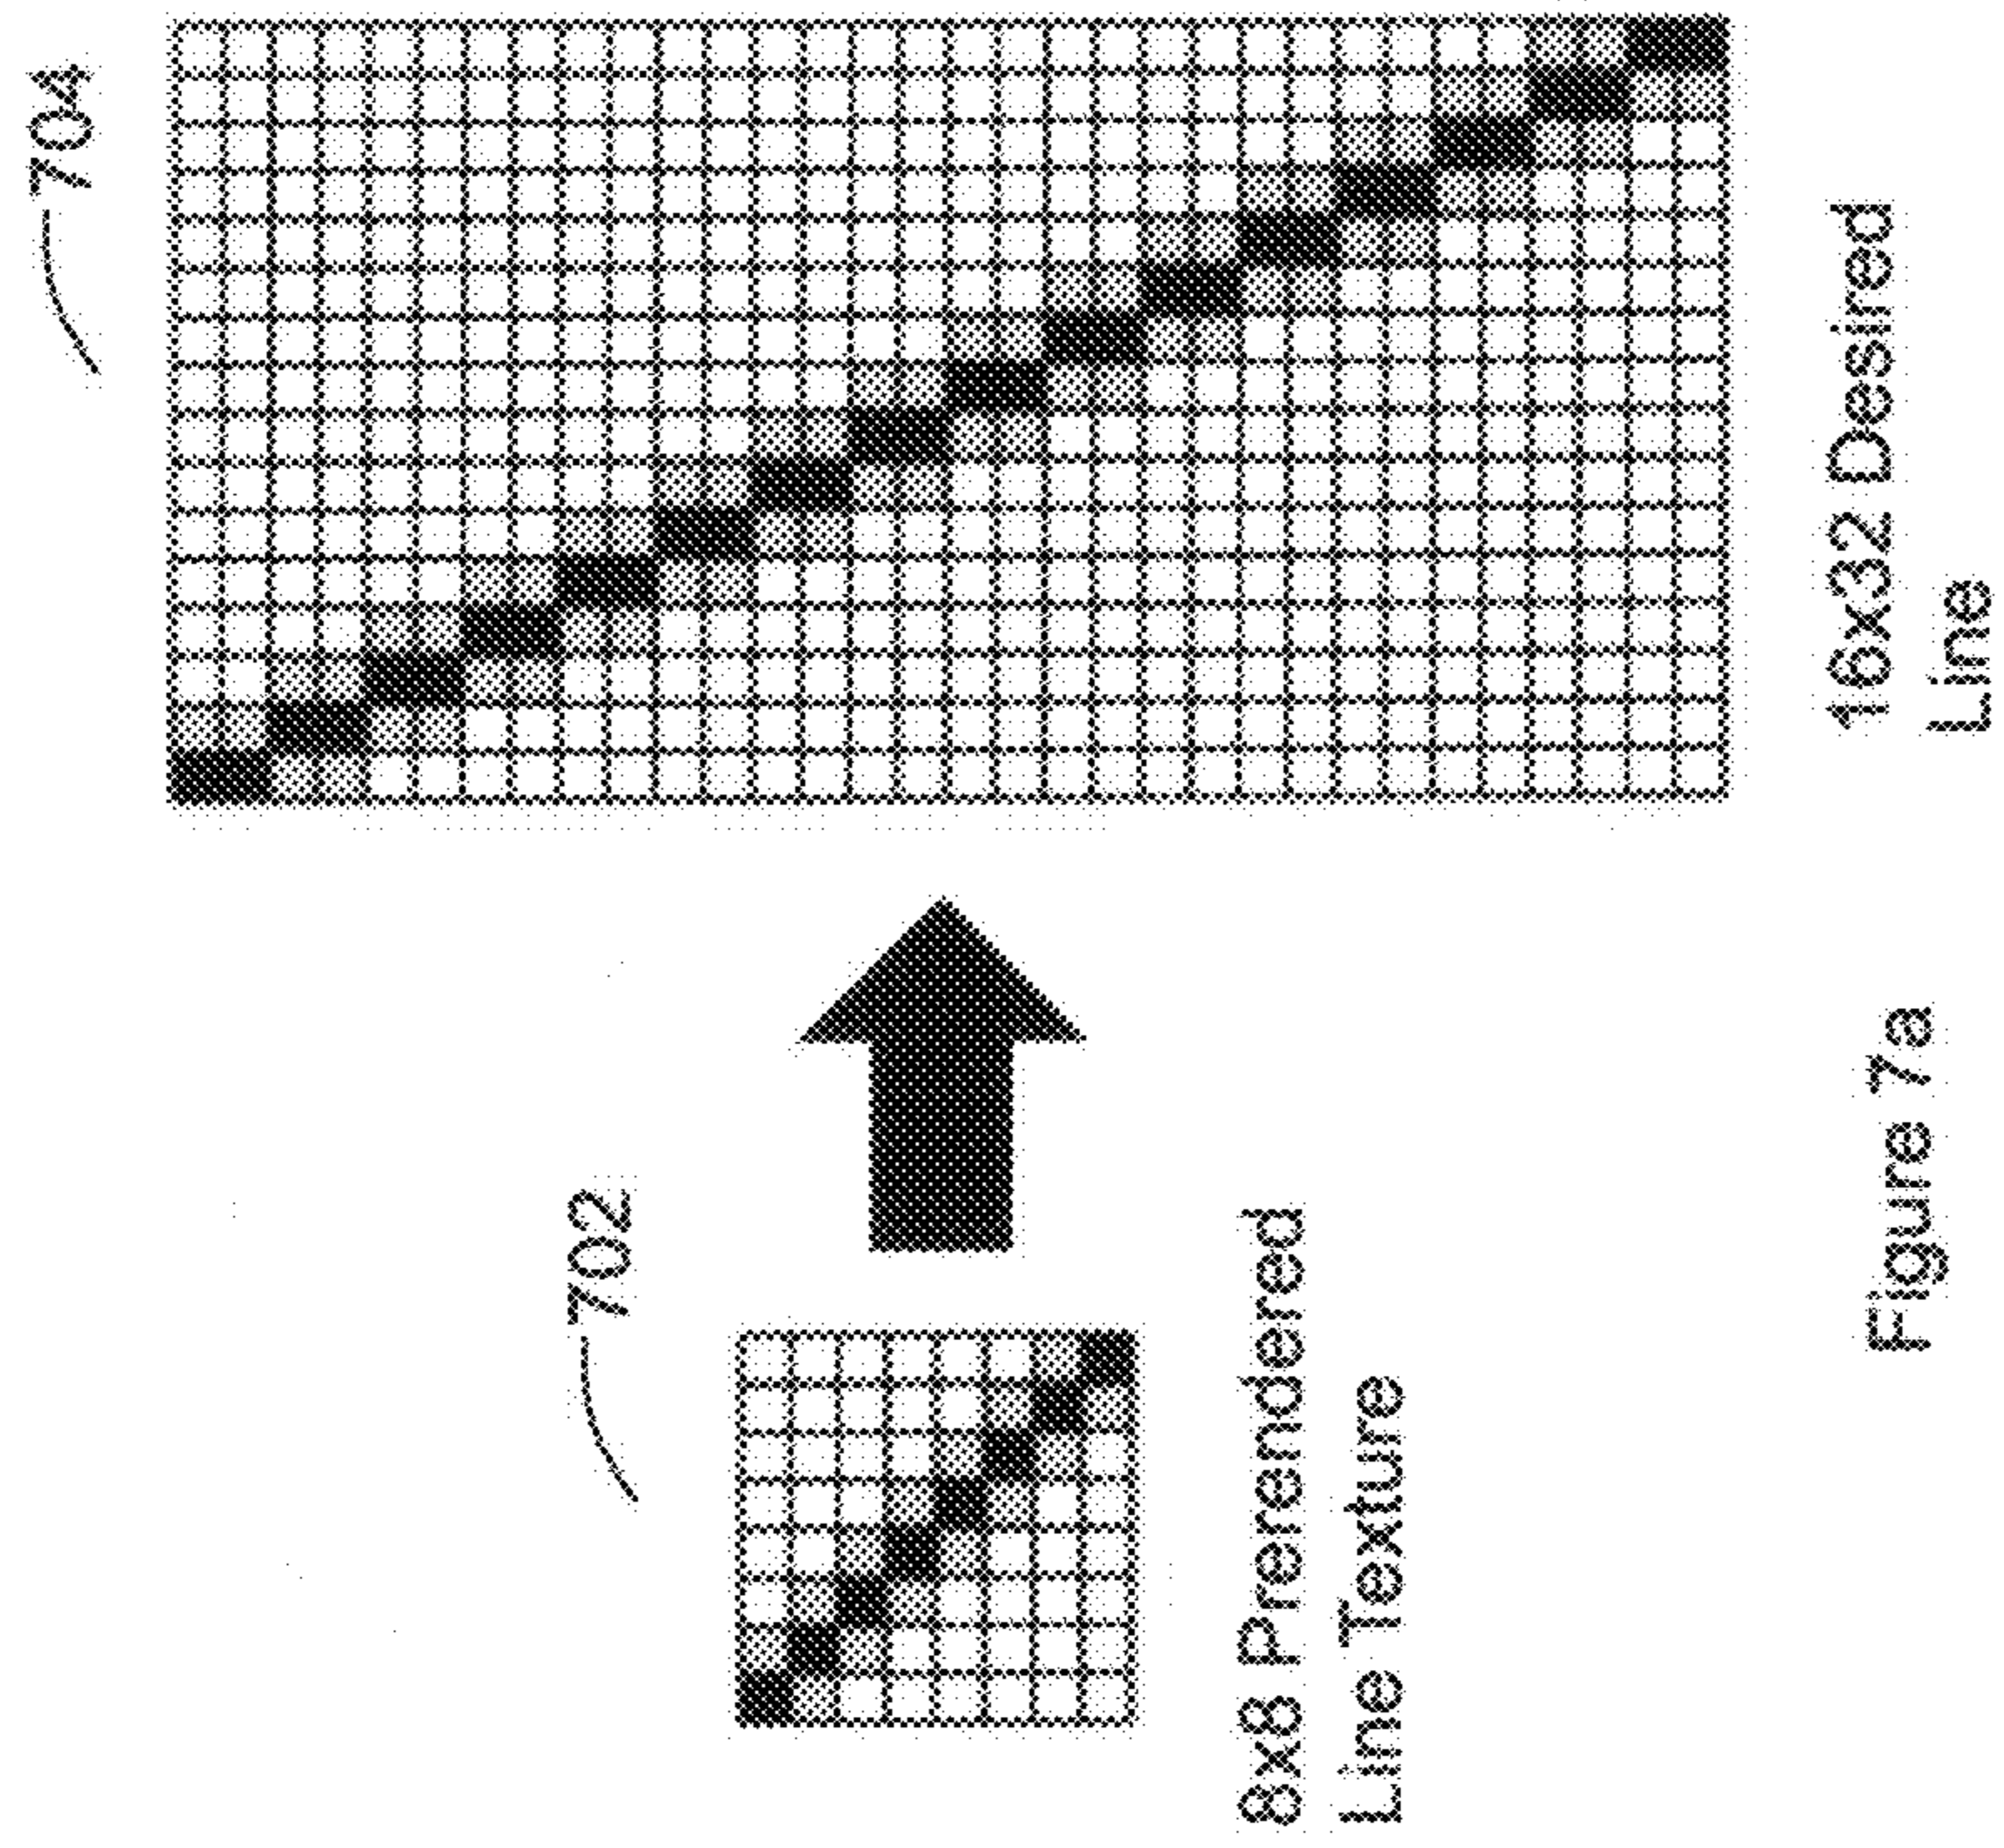 702
704
8x8 Prerendered
Line Texture
16x32 Desired
Line
Figure 7a